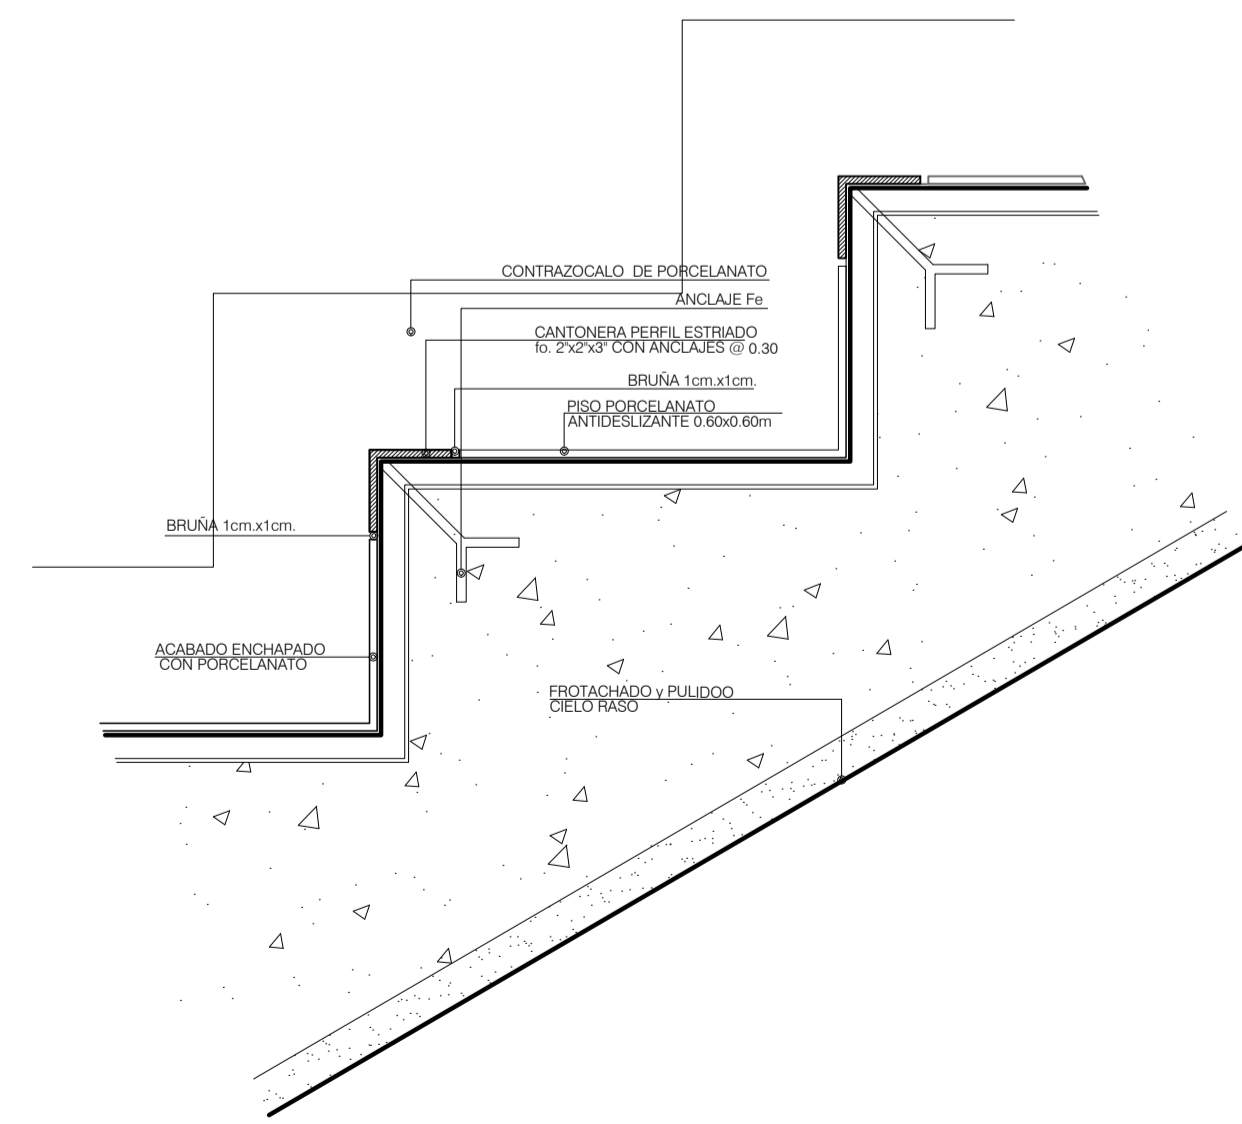 CONTRAZOCALO DE PORCELANATO
ANCLAJE Fe
CANTONERA PERFIL ESTRIADO
fo. 2"x2"x3" CON ANCLAJES @ 0.30
BRUÑA 1cm.x1cm.
PISO PORCELANATO
ANTIDESLIZANTE 0.60x0.60m
BRUÑA 1cm.x1cm.
ACABADO ENCHAPADO
CON PORCELANATO
FROTACHADO y PULIDOO
CIELO RASO